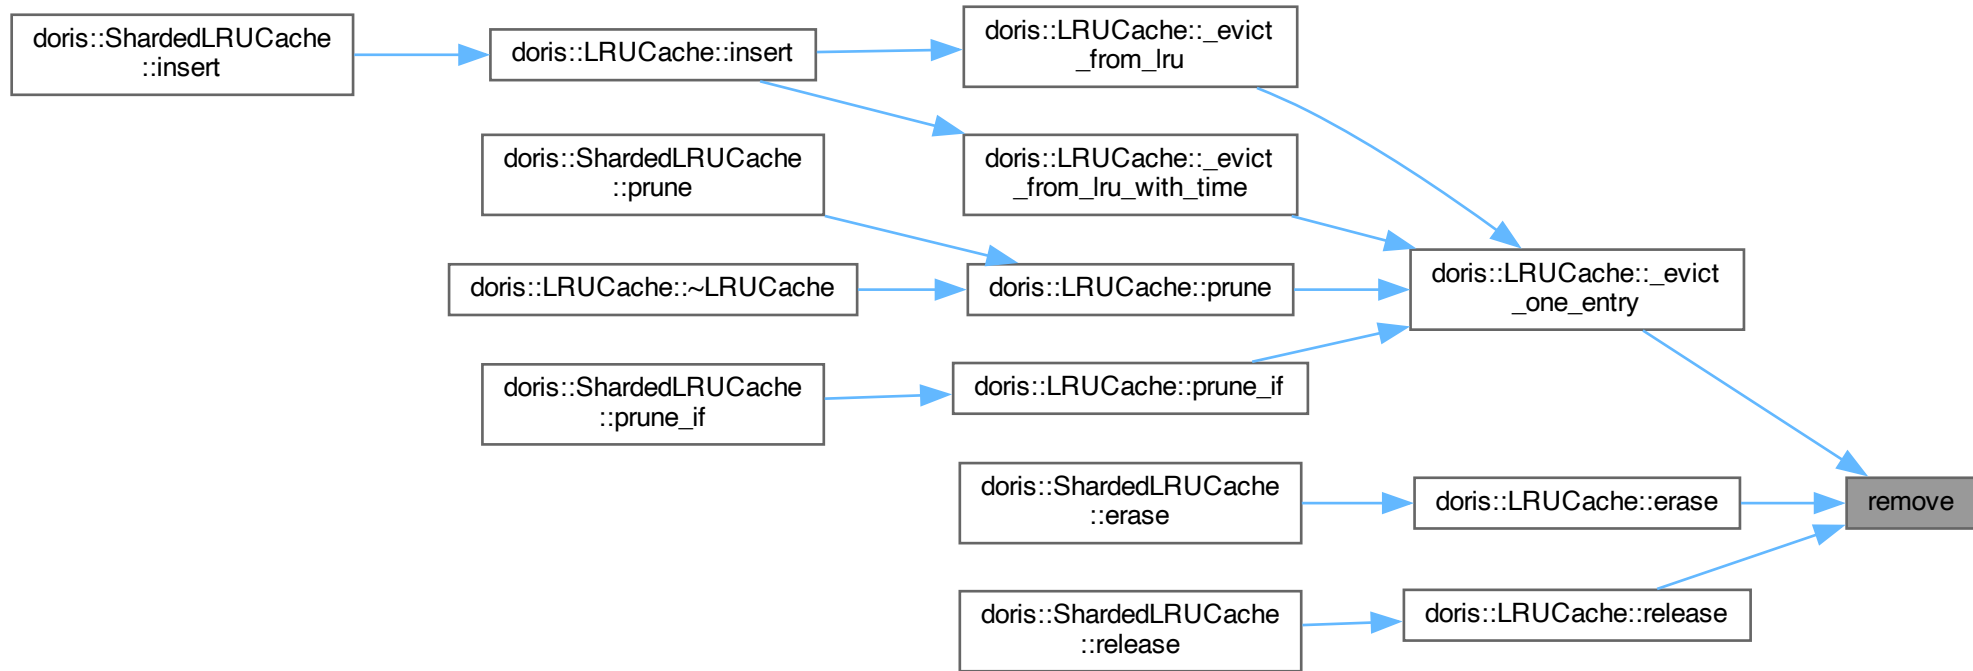 doris::ShardedLRUCache
::insert
doris::LRUCache::insert
doris::LRUCache::_evict
_from_lru
doris::ShardedLRUCache
::prune
doris::LRUCache::_evict
_from_lru_with_time
doris::LRUCache::~LRUCache
doris::LRUCache::prune
doris::LRUCache::_evict
_one_entry
doris::ShardedLRUCache
::prune_if
doris::LRUCache::prune_if
doris::ShardedLRUCache
::erase
doris::LRUCache::erase
remove
doris::ShardedLRUCache
::release
doris::LRUCache::release